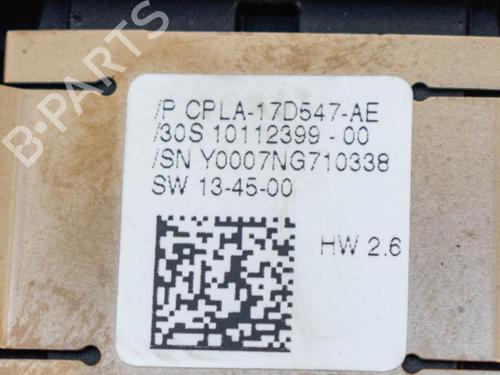 B-PARTS
/P CPLA-17D547-AE
/30S 10112399 - 00
/SN Y0007NG710338
SW 13-45-00
HW 2.6